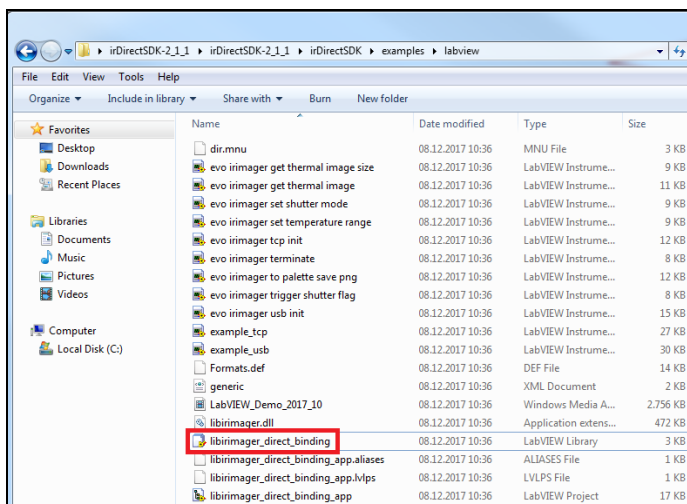 irDirectSDK-2_1_1 irDirectSDK-2_1_1 irDirectSDK examples labview
File Edit View Tools Help
Organize Include in library Share with Burn New folder
Name Date modified Type Size
Favorites
Desktop
Downloads
Recent Places
Libraries
Documents
Music
Pictures
Videos
Computer
Local Disk (C:)
dir.mnu 08.12.2017 10:36 MNU File 3 KB
evo irimager get thermal image size 08.12.2017 10:36 LabVIEW Instrume... 9 KB
evo irimager get thermal image 08.12.2017 10:36 LabVIEW Instrume... 11 KB
evo irimager set shutter mode 08.12.2017 10:36 LabVIEW Instrume... 9 KB
evo irimager set temperature range 08.12.2017 10:36 LabVIEW Instrume... 9 KB
evo irimager tcp init 08.12.2017 10:36 LabVIEW Instrume... 12 KB
evo irimager terminate 08.12.2017 10:36 LabVIEW Instrume... 8 KB
evo irimager to palette save png 08.12.2017 10:36 LabVIEW Instrume... 12 KB
evo irimager trigger shutter flag 08.12.2017 10:36 LabVIEW Instrume... 8 KB
evo irimager usb init 08.12.2017 10:36 LabVIEW Instrume... 15 KB
example_tcp 08.12.2017 10:36 LabVIEW Instrume... 27 KB
example_usb 08.12.2017 10:36 LabVIEW Instrume... 30 KB
Formats.def 08.12.2017 10:36 DEF File 14 KB
generic 08.12.2017 10:36 XML Document 2 KB
LabVIEW_Demo_2017_10 08.12.2017 10:36 Windows Media A... 2.756 KB
libirimager.dll 08.12.2017 10:36 Application extens... 472 KB
libirimager_direct_binding 08.12.2017 10:36 LabVIEW Library 3 KB
libirimager_direct_binding_app.aliases 08.12.2017 10:36 ALIASES File 1 KB
libirimager_direct_binding_app.lvlps 08.12.2017 10:36 LVLPS File 1 KB
libirimager_direct_binding_app 08.12.2017 10:36 LabVIEW Project 17 KB